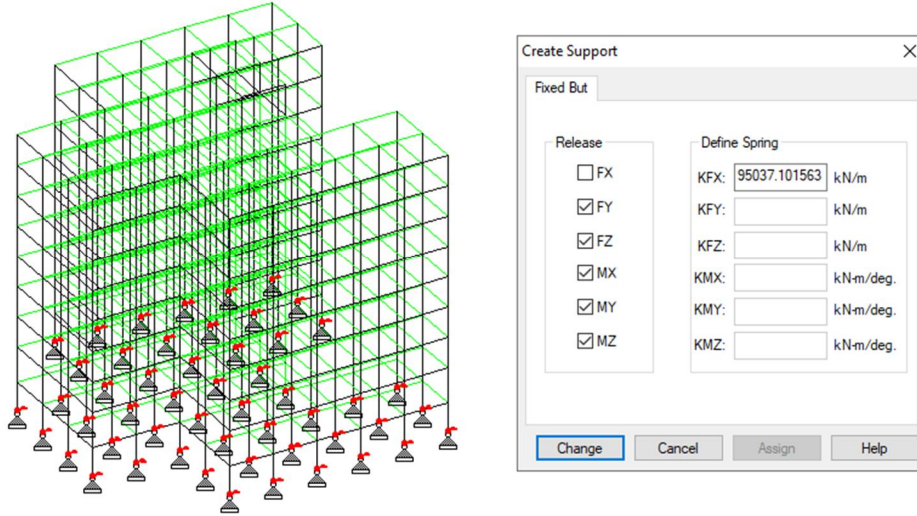 Create Support
Fixed But
Release
FX
FY
FZ
MX
MY
MZ
Define Spring
KFX: 95037.101563 kN/m
KFY: kN/m
KFZ: kN/m
KMX: kN-m/deg.
KMY: kN-m/deg.
KMZ: kN-m/deg.
Change Cancel Assign Help